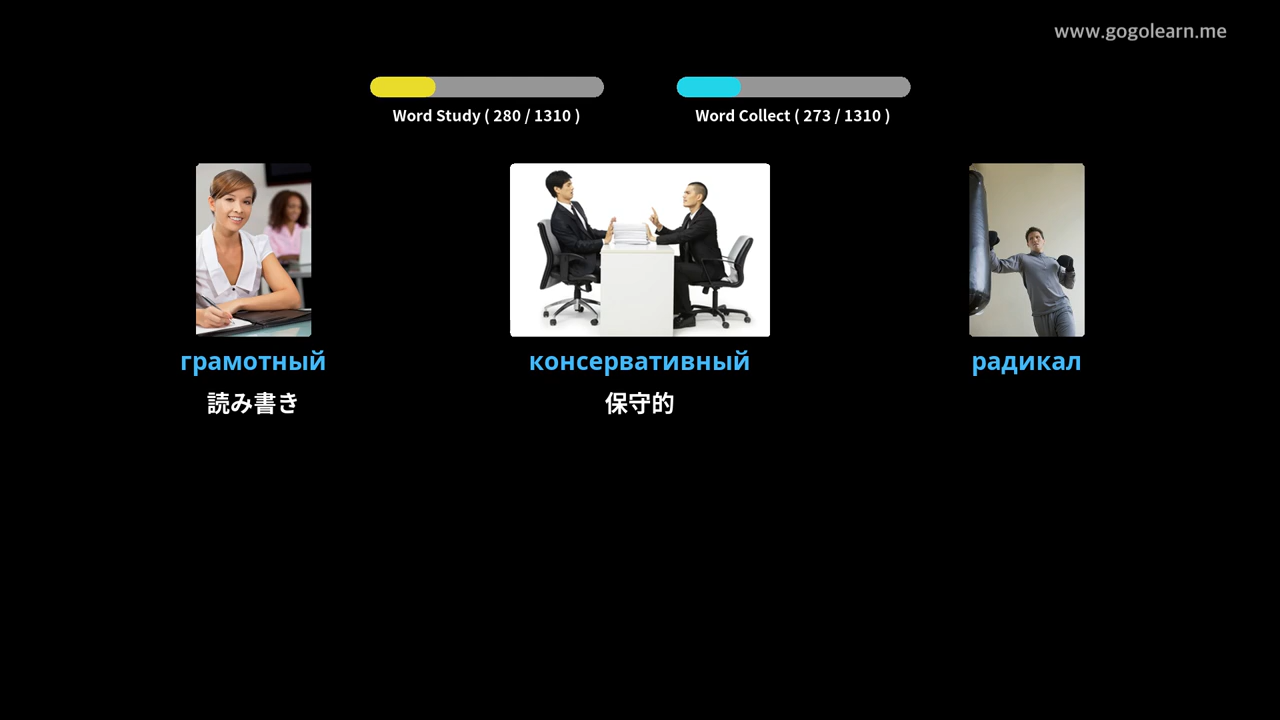 www.gogolearn.me
Word Study ( 280 / 1310 )
Word Collect ( 273 / 1310 )
грамотный
консервативный
радикал
読み書き
保守的